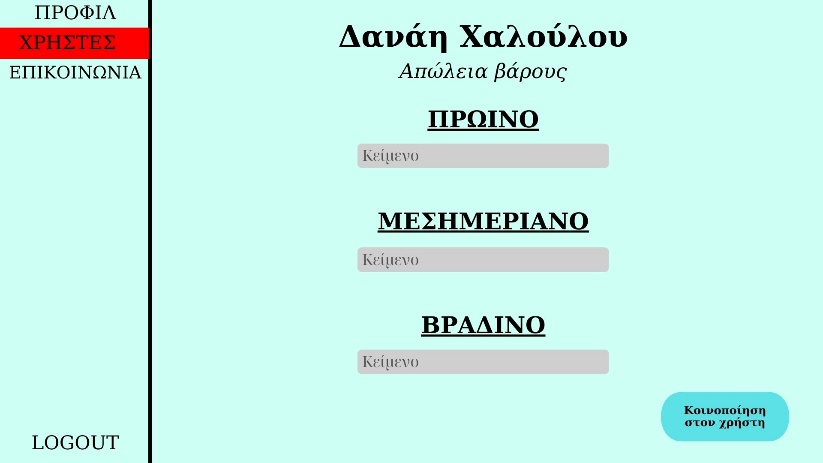 ΠΡΟΦΙΛ
ΧΡΗΣΤΕΣ
ΕΠΙΚΟΙΝΩΝΙΑ
LOGOUT
Δανάη Χαλούλου
Απώλεια βάρους
ΠΡΩΙΝΟ
Κείμενο
ΜΕΣΗΜΕΡΙΑΝΟ
Κείμενο
ΒΡΑΔΙΝΟ
Κείμενο
Κοινοποίηση
στον χρήστη